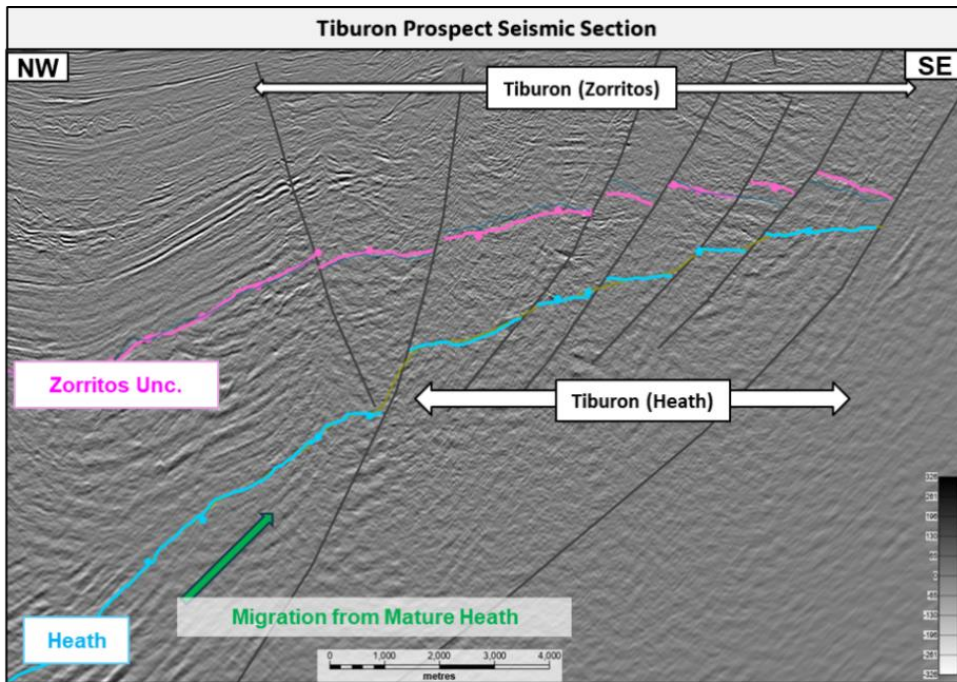 Tiburon Prospect Seismic Section
NW
SE
Tiburon (Zorritos)
Zorritos Unc.
Tiburon (Heath)
Migration from Mature Heath
Heath
0 1,000 2,000 3,000 4,000
metres